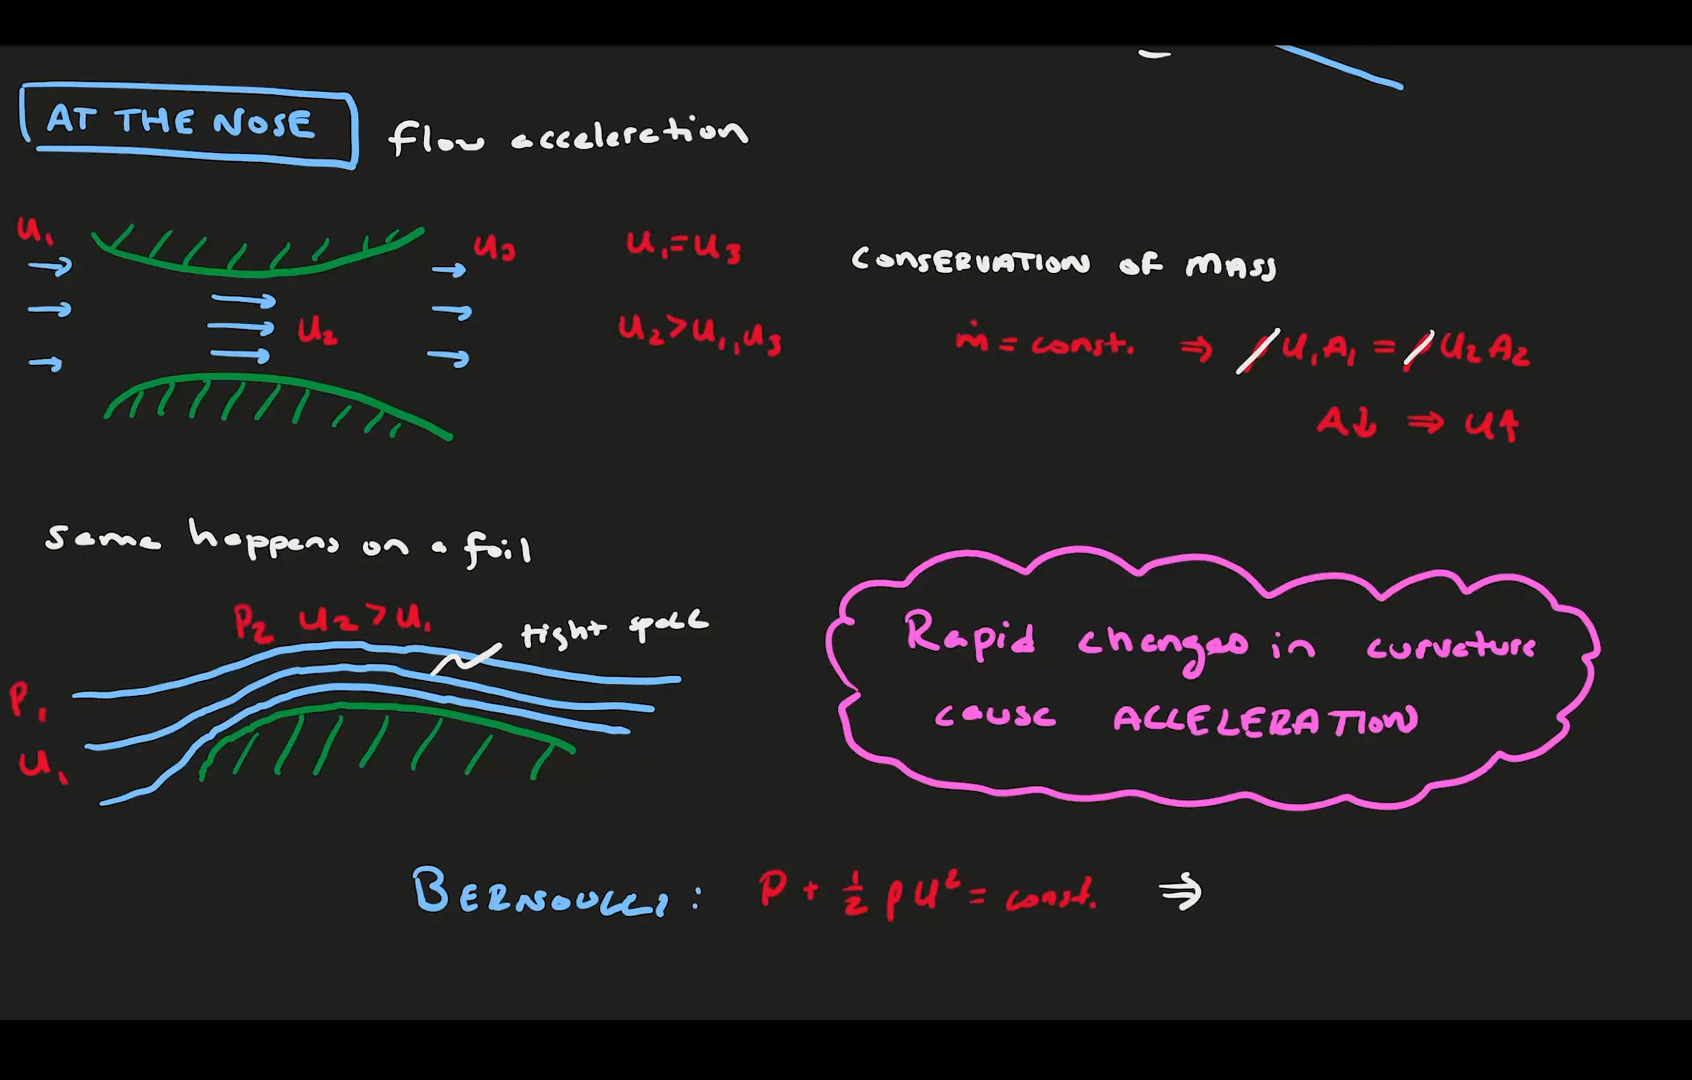 AT THE NOSE
flow acceleration
U₁
U₃
U₁=U₃
U₂
U₂>U₁,U₃
CONSERVATION OF MASS
ṁ = const. ⇒ ρU₁A₁ = ρU₂A₂
A↓ ⇒ U↑
same happens on a foil
P₂ U₂>U₁
tight space
P₁
U₁
Rapid changes in curvature
cause ACCELERATION
BERNOULLI: P + ½ρU² = const. ⇒